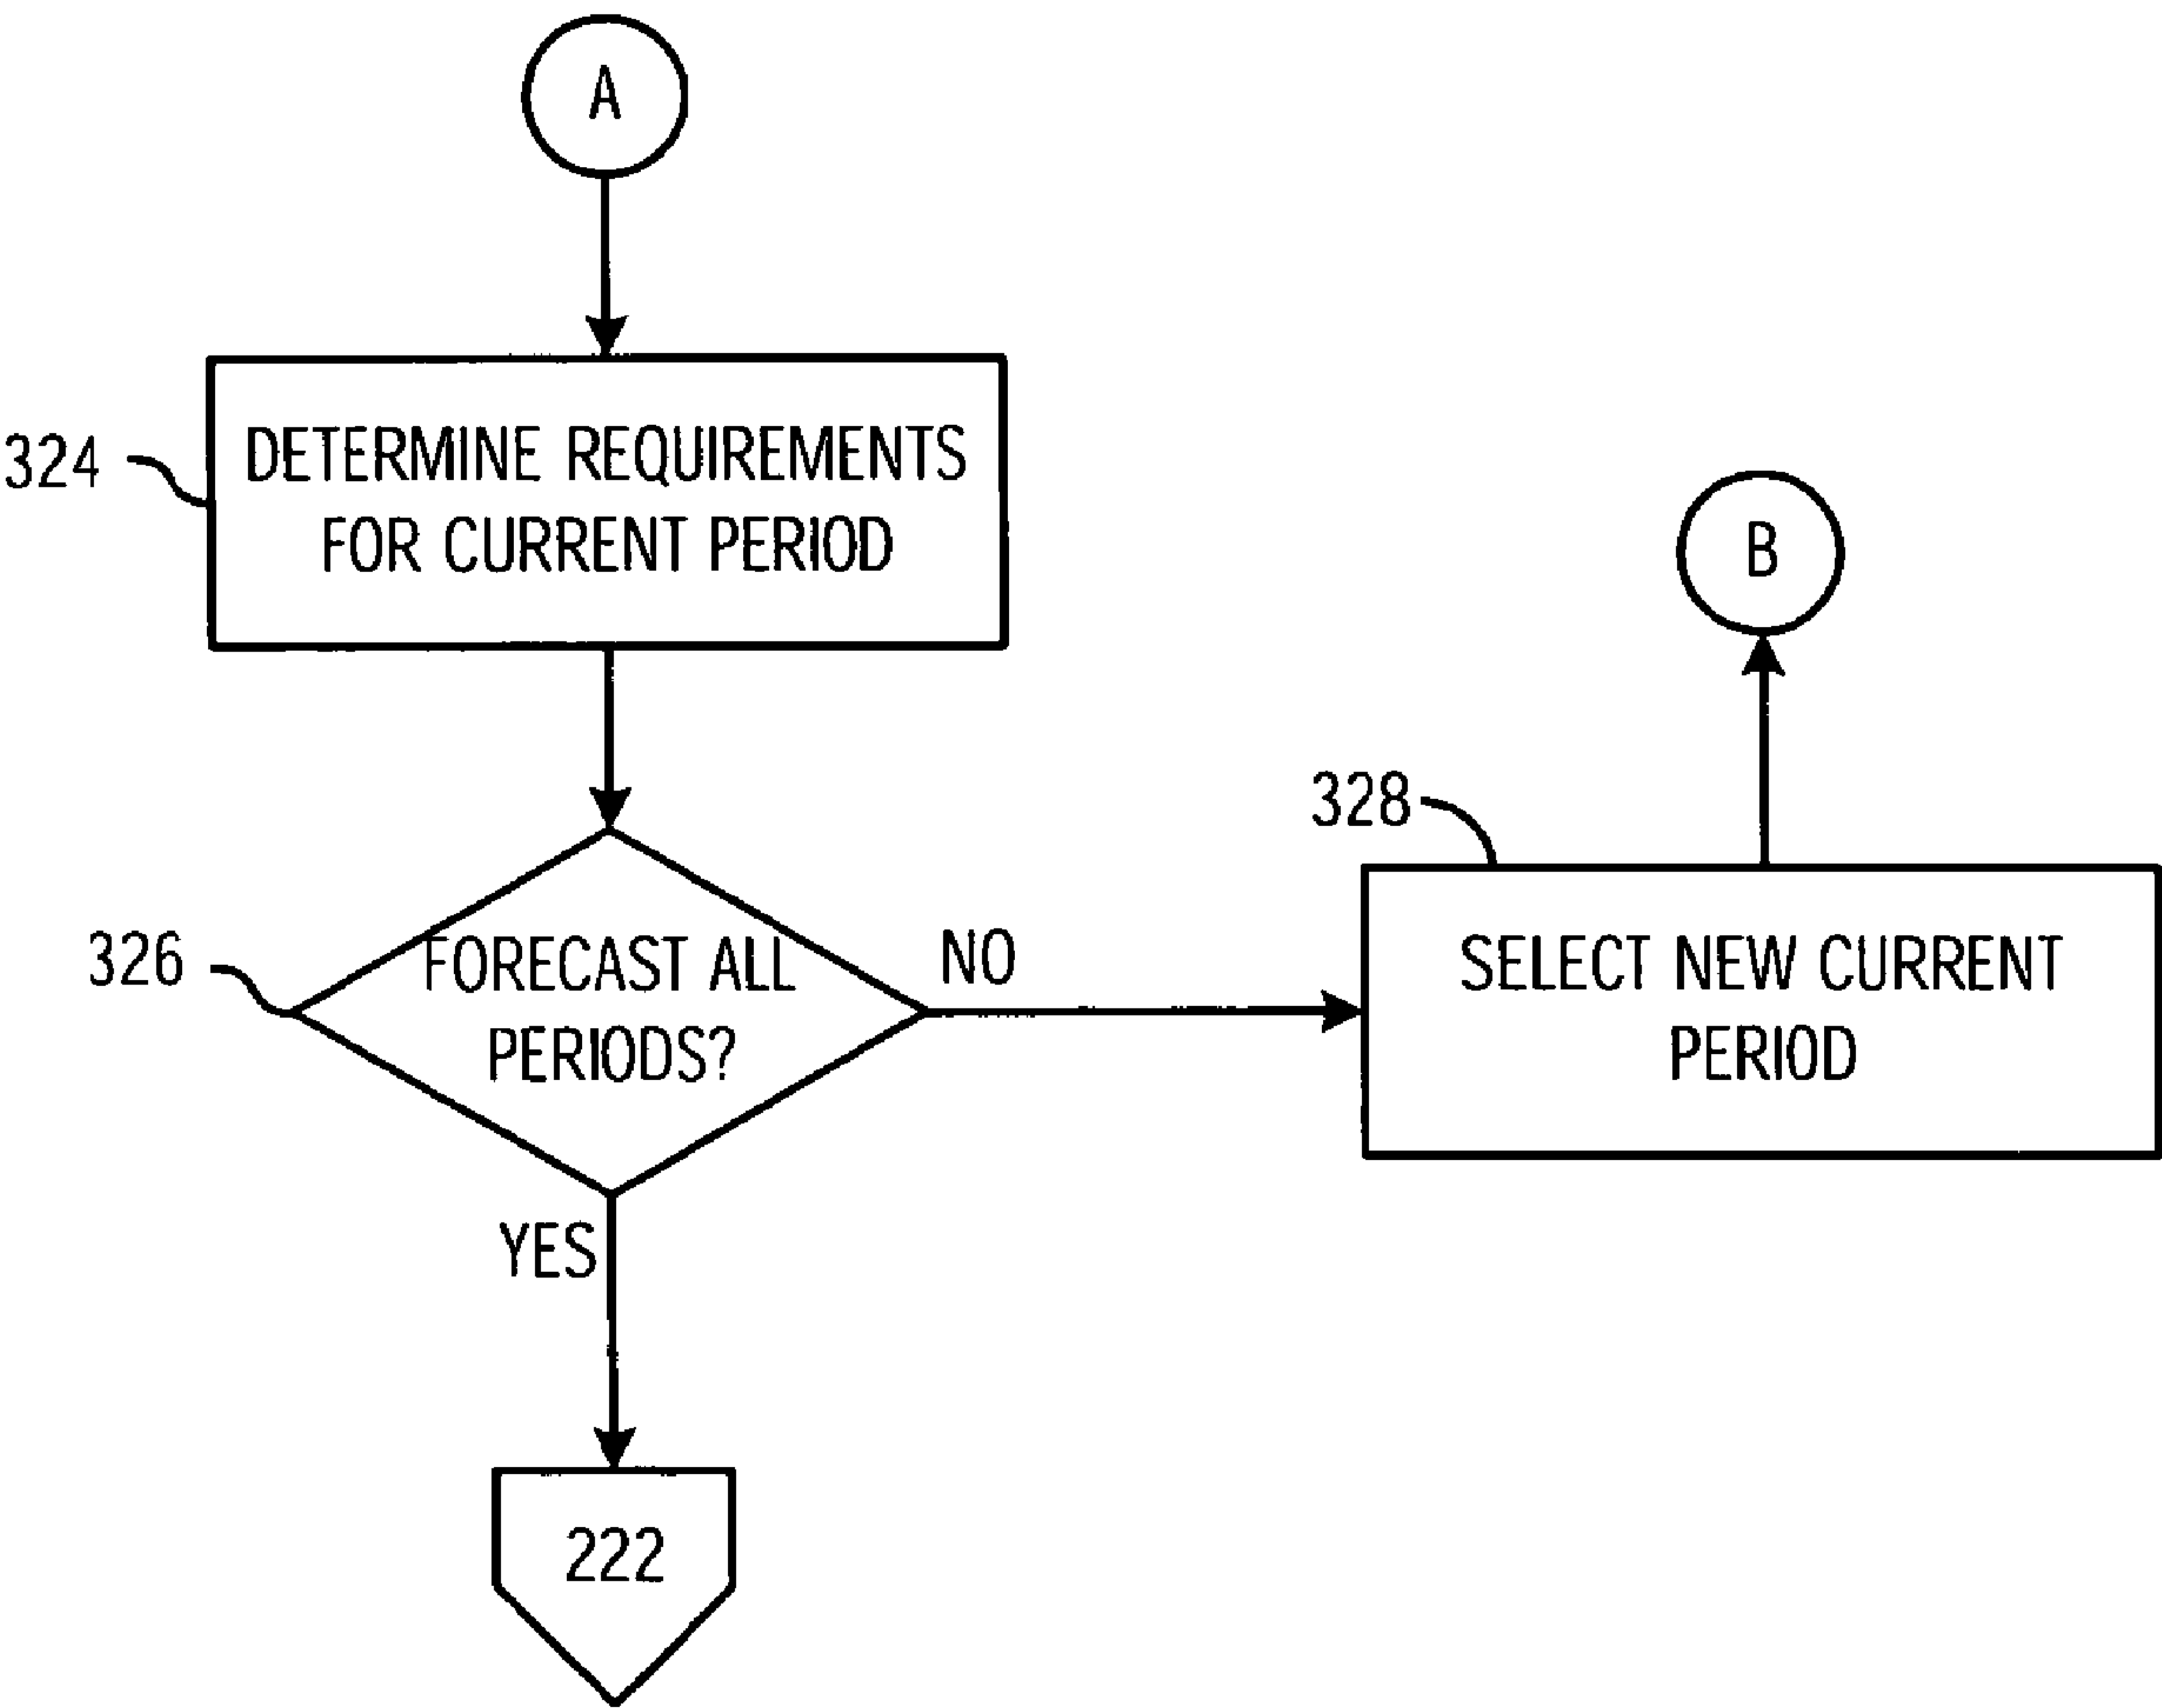 A
324
DETERMINE REQUIREMENTS
FOR CURRENT PERIOD
B
328
326
FORECAST ALL
PERIODS?
NO
SELECT NEW CURRENT
PERIOD
YES
222